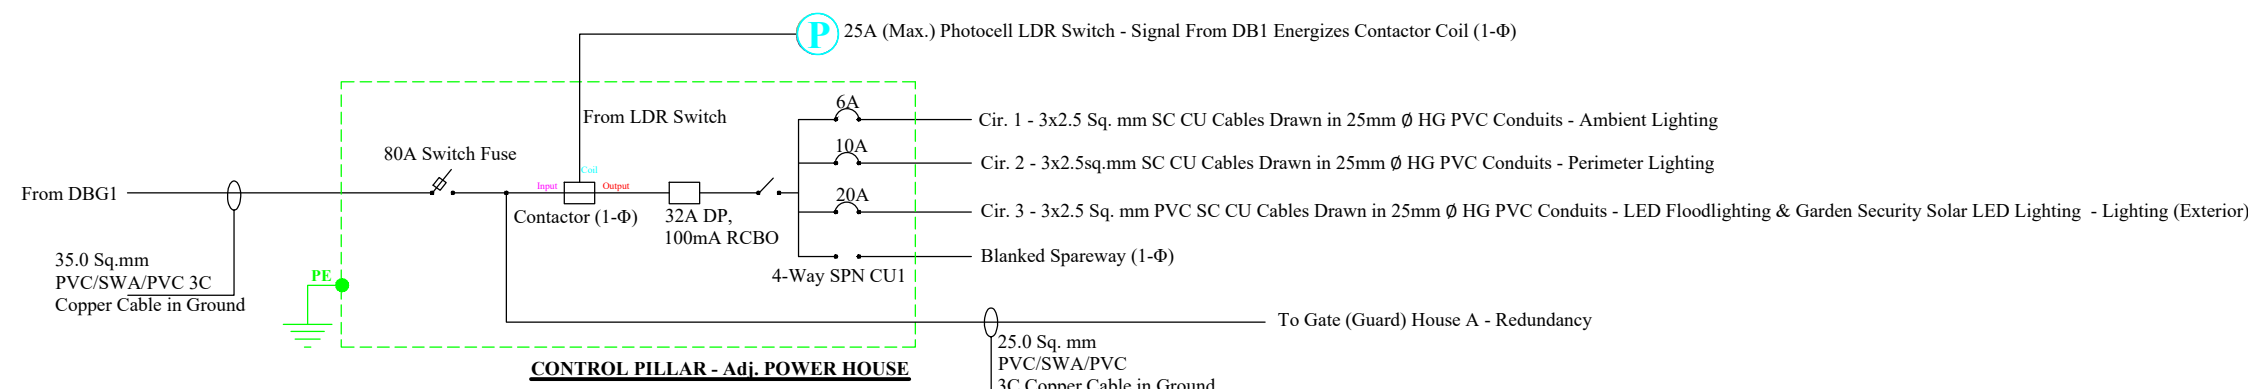 P
25A (Max.) Photocell LDR Switch - Signal From DB1 Energizes Contactor Coil (1-Φ)
6A
From LDR Switch
Cir. 1 - 3x2.5 Sq. mm SC CU Cables Drawn in 25mm Ø HG PVC Conduits - Ambient Lighting
80A Switch Fuse
10A
Cir. 2 - 3x2.5sq.mm SC CU Cables Drawn in 25mm Ø HG PVC Conduits - Perimeter Lighting
Coil
From DBG1
Input
Output
20A
Contactor (1-Φ)
32A DP,
100mA RCBO
Cir. 3 - 3x2.5 Sq. mm PVC SC CU Cables Drawn in 25mm Ø HG PVC Conduits - LED Floodlighting & Garden Security Solar LED Lighting - Lighting (Exterior)
35.0 Sq.mm
PVC/SWA/PVC 3C
Copper Cable in Ground
Blanked Spareway (1-Φ)
4-Way SPN CU1
PE
To Gate (Guard) House A - Redundancy
25.0 Sq. mm
PVC/SWA/PVC
3C Copper Cable in Ground
CONTROL PILLAR - Adj. POWER HOUSE